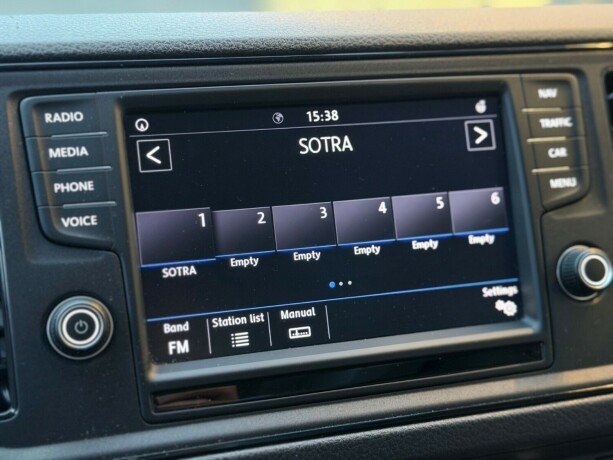 RADIO
MEDIA
PHONE
VOICE
15:38
<
SOTRA
>
1 2 3 4 5 6
SOTRA Empty Empty Empty Empty Empty
Settings
Band Station list Manual
FM
NAV
TRAFFIC
CAR
MENU